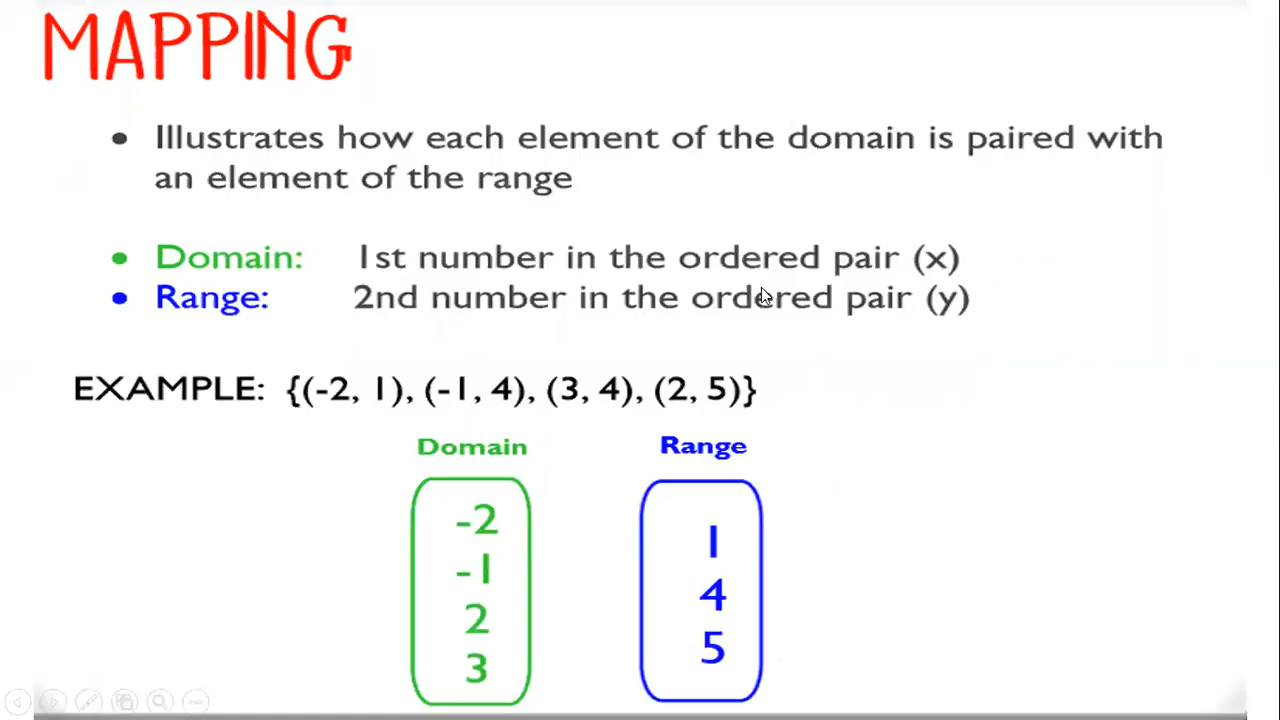 MAPPING
• Illustrates how each element of the domain is paired with
an element of the range
• Domain: 1st number in the ordered pair (x)
• Range: 2nd number in the ordered pair (y)
EXAMPLE: {(-2, 1), (-1, 4), (3, 4), (2, 5)}
Domain Range
-2
-1
2
3
1
4
5